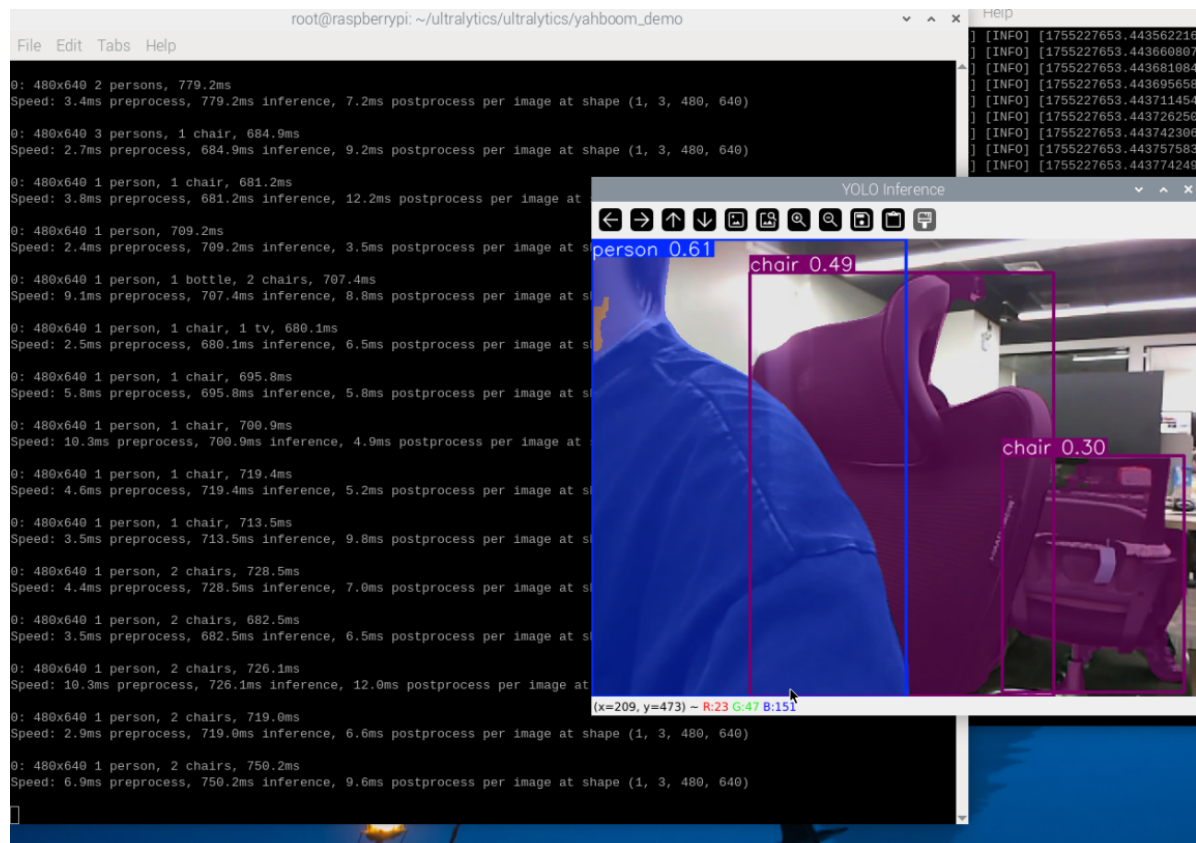 root@raspberrypi: ~/ultralytics/ultralytics/yahboom_demo
File Edit Tabs Help
0: 480x640 2 persons, 779.2ms
Speed: 3.4ms preprocess, 779.2ms inference, 7.2ms postprocess per image at shape (1, 3, 480, 640)
0: 480x640 3 persons, 1 chair, 684.9ms
Speed: 2.7ms preprocess, 684.9ms inference, 9.2ms postprocess per image at shape (1, 3, 480, 640)
0: 480x640 1 person, 1 chair, 681.2ms
Speed: 3.8ms preprocess, 681.2ms inference, 12.2ms postprocess per image at
0: 480x640 1 person, 709.2ms
Speed: 2.4ms preprocess, 709.2ms inference, 3.5ms postprocess per image at
0: 480x640 1 person, 1 bottle, 2 chairs, 707.4ms
Speed: 9.1ms preprocess, 707.4ms inference, 8.8ms postprocess per image at
0: 480x640 1 person, 1 chair, 1 tv, 680.1ms
Speed: 2.5ms preprocess, 680.1ms inference, 6.5ms postprocess per image at
0: 480x640 1 person, 1 chair, 695.8ms
Speed: 5.8ms preprocess, 695.8ms inference, 5.8ms postprocess per image at
0: 480x640 1 person, 1 chair, 700.9ms
Speed: 10.3ms preprocess, 700.9ms inference, 4.9ms postprocess per image at
0: 480x640 1 person, 1 chair, 719.4ms
Speed: 4.6ms preprocess, 719.4ms inference, 5.2ms postprocess per image at
0: 480x640 1 person, 1 chair, 713.5ms
Speed: 3.5ms preprocess, 713.5ms inference, 9.8ms postprocess per image at
0: 480x640 1 person, 2 chairs, 728.5ms
Speed: 4.4ms preprocess, 728.5ms inference, 7.0ms postprocess per image at
0: 480x640 1 person, 2 chairs, 682.5ms
Speed: 3.5ms preprocess, 682.5ms inference, 6.5ms postprocess per image at
0: 480x640 1 person, 2 chairs, 726.1ms
Speed: 10.3ms preprocess, 726.1ms inference, 12.0ms postprocess per image at
0: 480x640 1 person, 2 chairs, 719.0ms
Speed: 2.9ms preprocess, 719.0ms inference, 6.6ms postprocess per image at shape (1, 3, 480, 640)
0: 480x640 1 person, 2 chairs, 750.2ms
Speed: 6.9ms preprocess, 750.2ms inference, 9.6ms postprocess per image at shape (1, 3, 480, 640)
Help
] [INFO] [1755227653.443562216
] [INFO] [1755227653.443660807
] [INFO] [1755227653.443681084
] [INFO] [1755227653.443695658
] [INFO] [1755227653.443711454
] [INFO] [1755227653.443726250
] [INFO] [1755227653.443742306
] [INFO] [1755227653.443757583
] [INFO] [1755227653.443774249
YOLO Inference
person 0.61
chair 0.49
chair 0.30
(x=209, y=473) ~ R:23 G:47 B:151